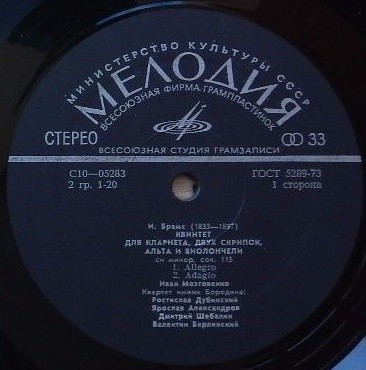 МИНИСТЕРСТВО КУЛЬТУРЫ СССР
МЕЛОДИЯ
ВСЕСОЮЗНАЯ ФИРМА ГРАМПЛАСТИНОК
СТЕРЕО
33
ВСЕСОЮЗНАЯ СТУДИЯ ГРАМЗАПИСИ
С10—05283
ГОСТ 5289-73
2 гр. 1-20
1 сторона
И. Брамс (1833—1897)
КВИНТЕТ
ДЛЯ КЛАРНЕТА, ДВУХ СКРИПОК,
АЛЬТА И ВИОЛОНЧЕЛИ
си минор, соч. 115
1. Allegro
2. Adagio
Иван Мозговенко
Квартет имени Бородина:
Ростислав Дубинский
Ярослав Александров
Дмитрий Шебалин
Валентин Берлинский